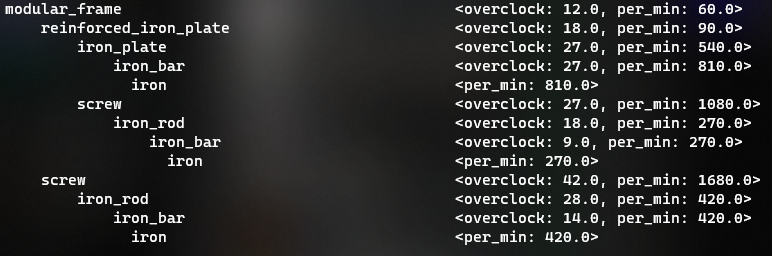 modular_frame <overclock: 12.0, per_min: 60.0>
reinforced_iron_plate <overclock: 18.0, per_min: 90.0>
iron_plate <overclock: 27.0, per_min: 540.0>
iron_bar <overclock: 27.0, per_min: 810.0>
iron <per_min: 810.0>
screw <overclock: 27.0, per_min: 1080.0>
iron_rod <overclock: 18.0, per_min: 270.0>
iron_bar <overclock: 9.0, per_min: 270.0>
iron <per_min: 270.0>
screw <overclock: 42.0, per_min: 1680.0>
iron_rod <overclock: 28.0, per_min: 420.0>
iron_bar <overclock: 14.0, per_min: 420.0>
iron <per_min: 420.0>